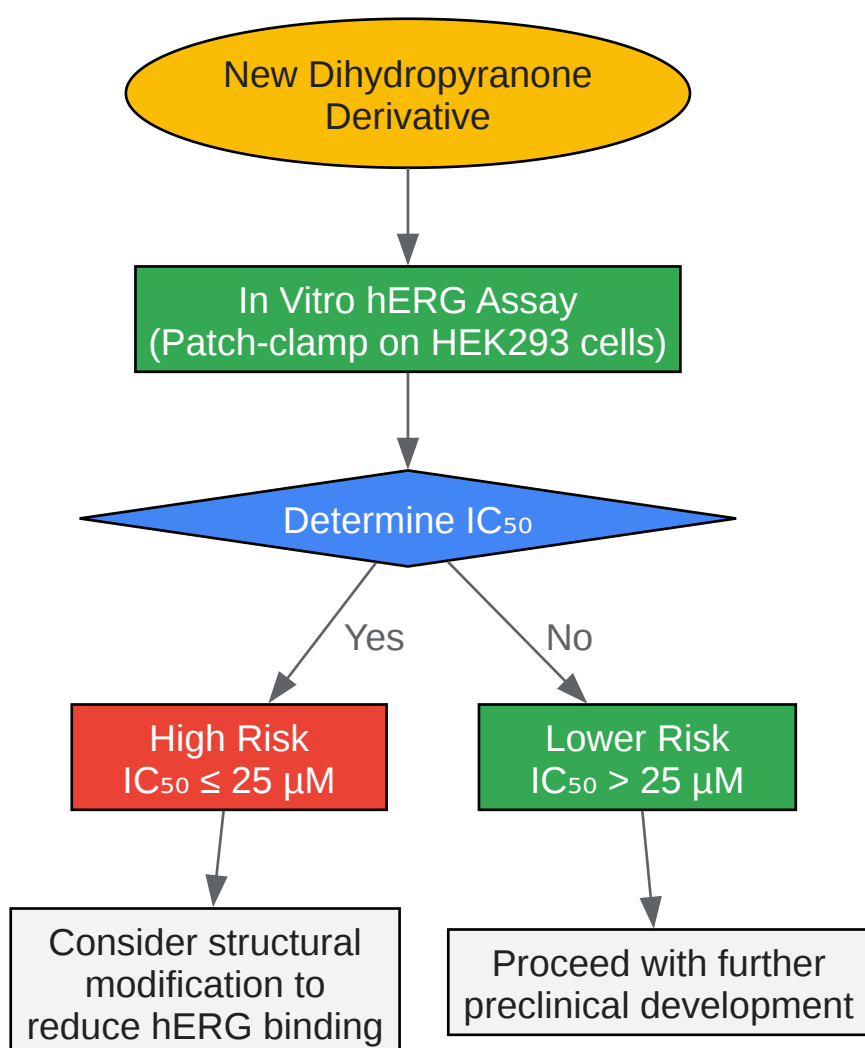 New Dihydropyranone
Derivative
In Vitro hERG Assay
(Patch-clamp on HEK293 cells)
Determine IC₅₀
Yes
No
High Risk
IC₅₀ ≤ 25 µM
Lower Risk
IC₅₀ > 25 µM
Consider structural
modification to
reduce hERG binding
Proceed with further
preclinical development